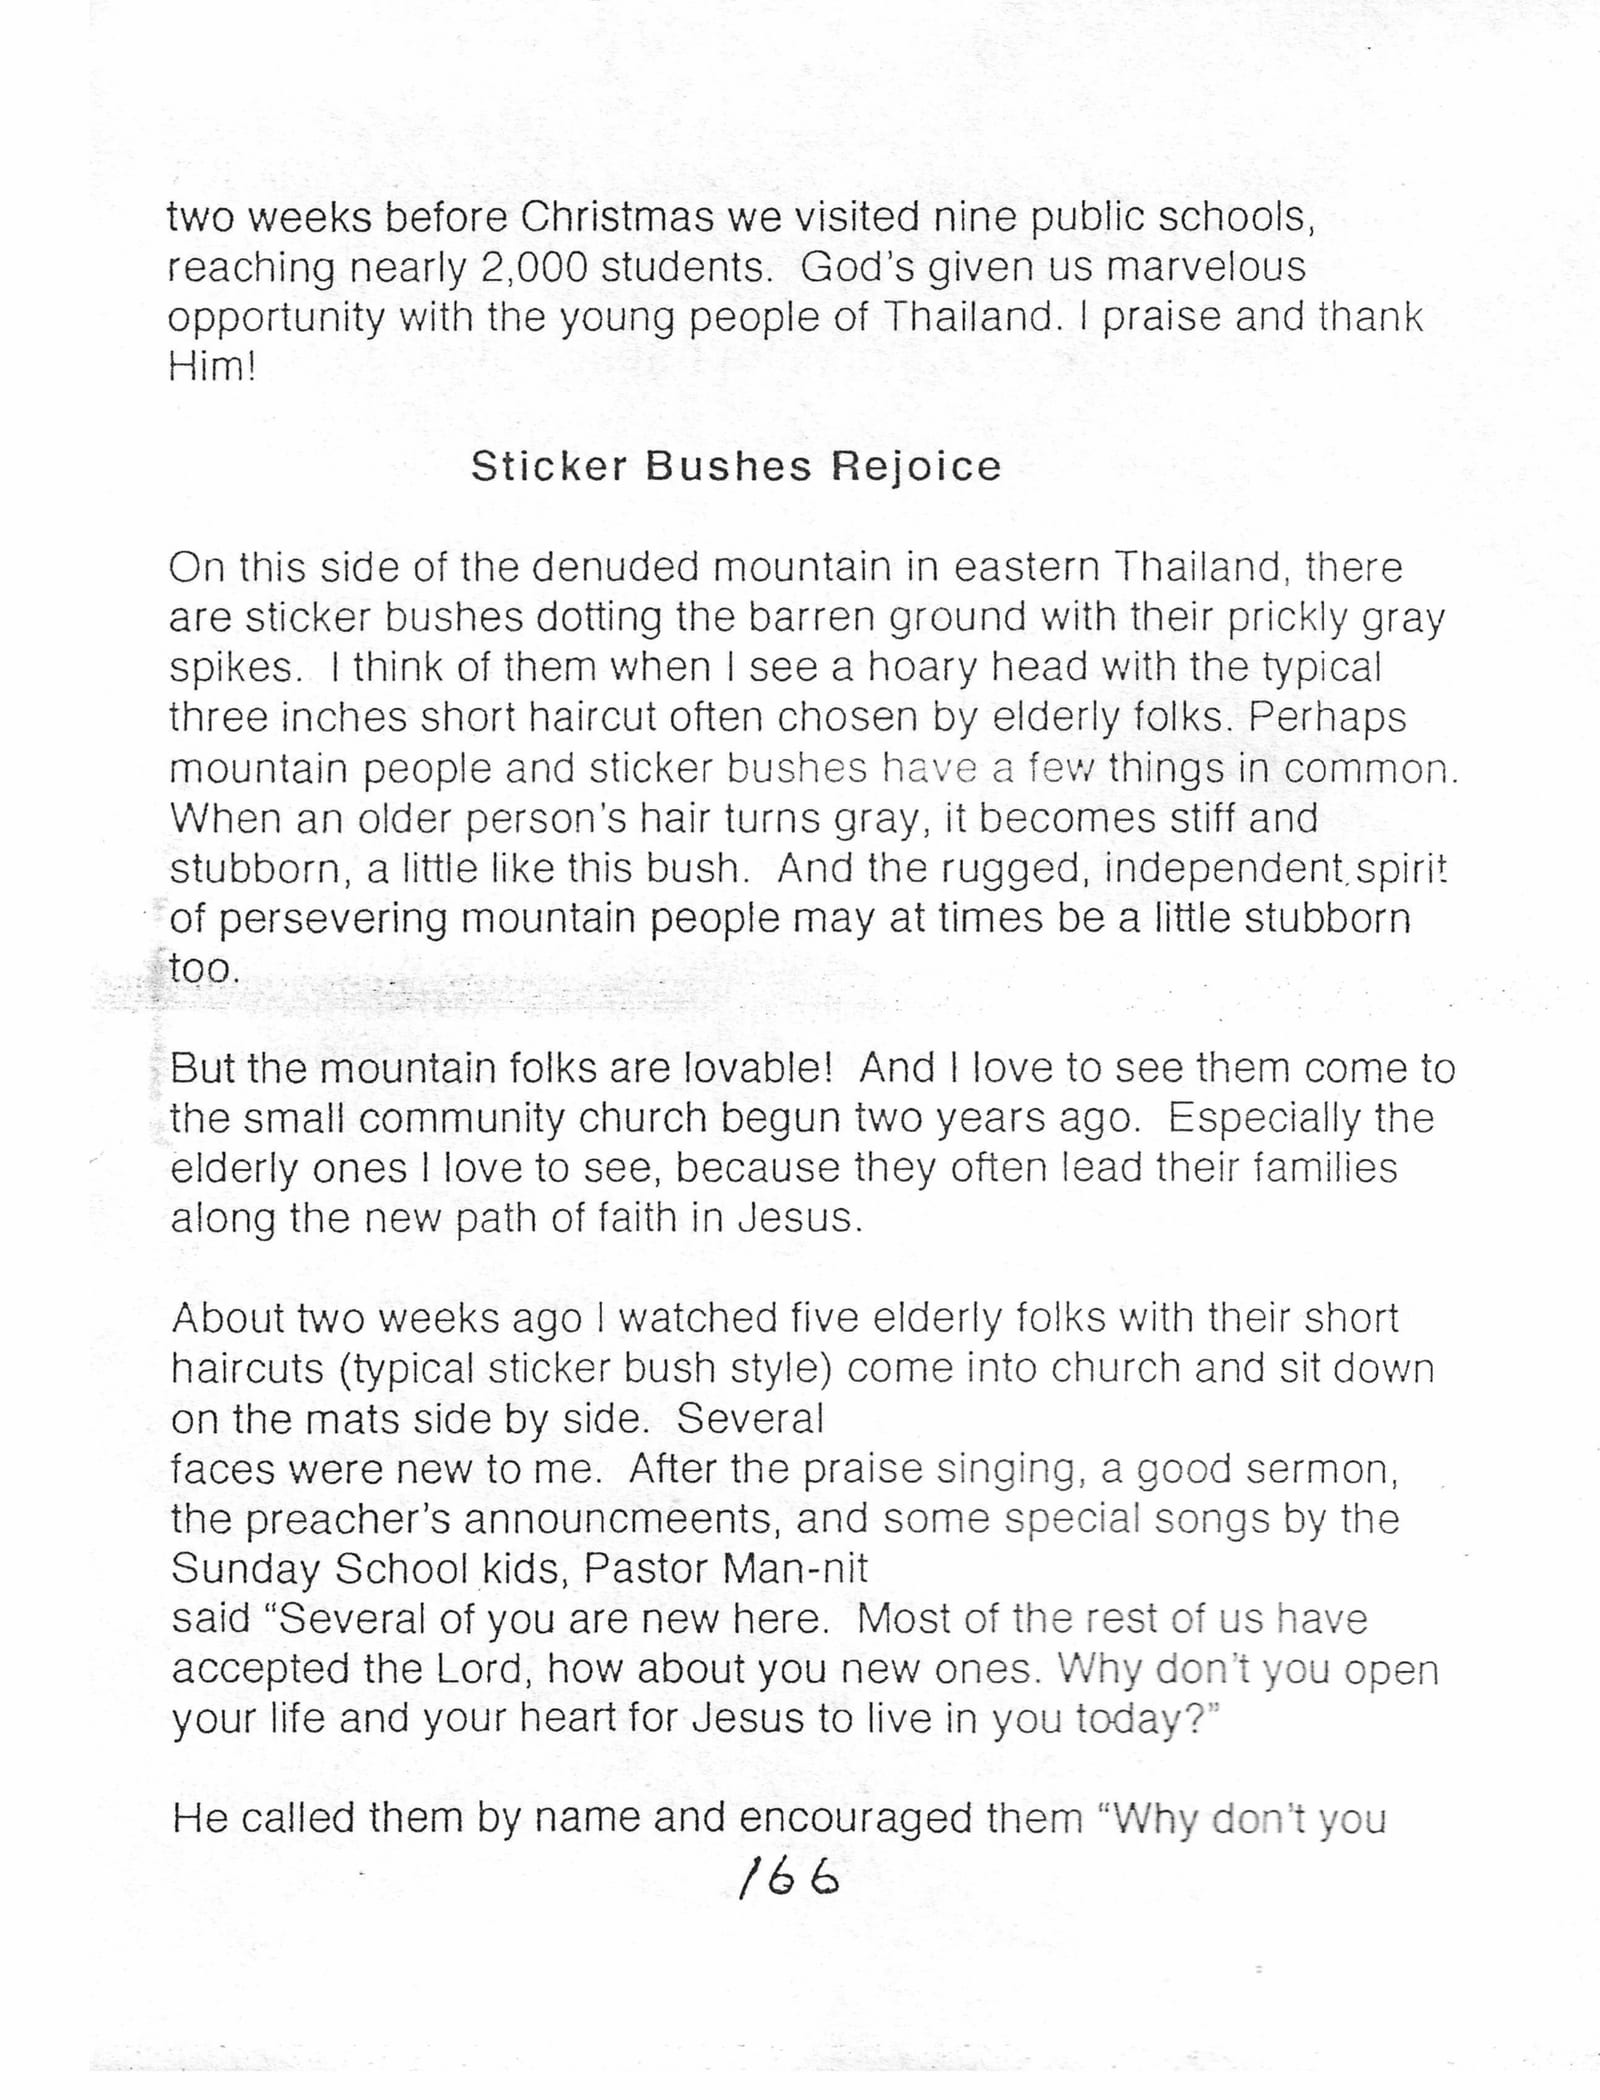 two weeks before Christmas we visited nine public schools,
reaching nearly 2,000 students.  God's given us marvelous
opportunity with the young people of Thailand. I praise and thank
Him!
Sticker Bushes Rejoice
On this side of the denuded mountain in eastern Thailand, there
are sticker bushes dotting the barren ground with their prickly gray
spikes.  I think of them when I see a hoary head with the typical
three inches short haircut often chosen by elderly folks. Perhaps
mountain people and sticker bushes have a few things in common.
When an older person's hair turns gray, it becomes stiff and
stubborn, a little like this bush.  And the rugged, independent spirit
of persevering mountain people may at times be a little stubborn
too.
But the mountain folks are lovable!  And I love to see them come to
the small community church begun two years ago.  Especially the
elderly ones I love to see, because they often lead their families
along the new path of faith in Jesus.
About two weeks ago I watched five elderly folks with their short
haircuts (typical sticker bush style) come into church and sit down
on the mats side by side.  Several
faces were new to me.  After the praise singing, a good sermon,
the preacher's announcmeents, and some special songs by the
Sunday School kids, Pastor Man-nit
said “Several of you are new here.  Most of the rest of us have
accepted the Lord, how about you new ones. Why don't you open
your life and your heart for Jesus to live in you today?”
He called them by name and encouraged them “Why don't you
166